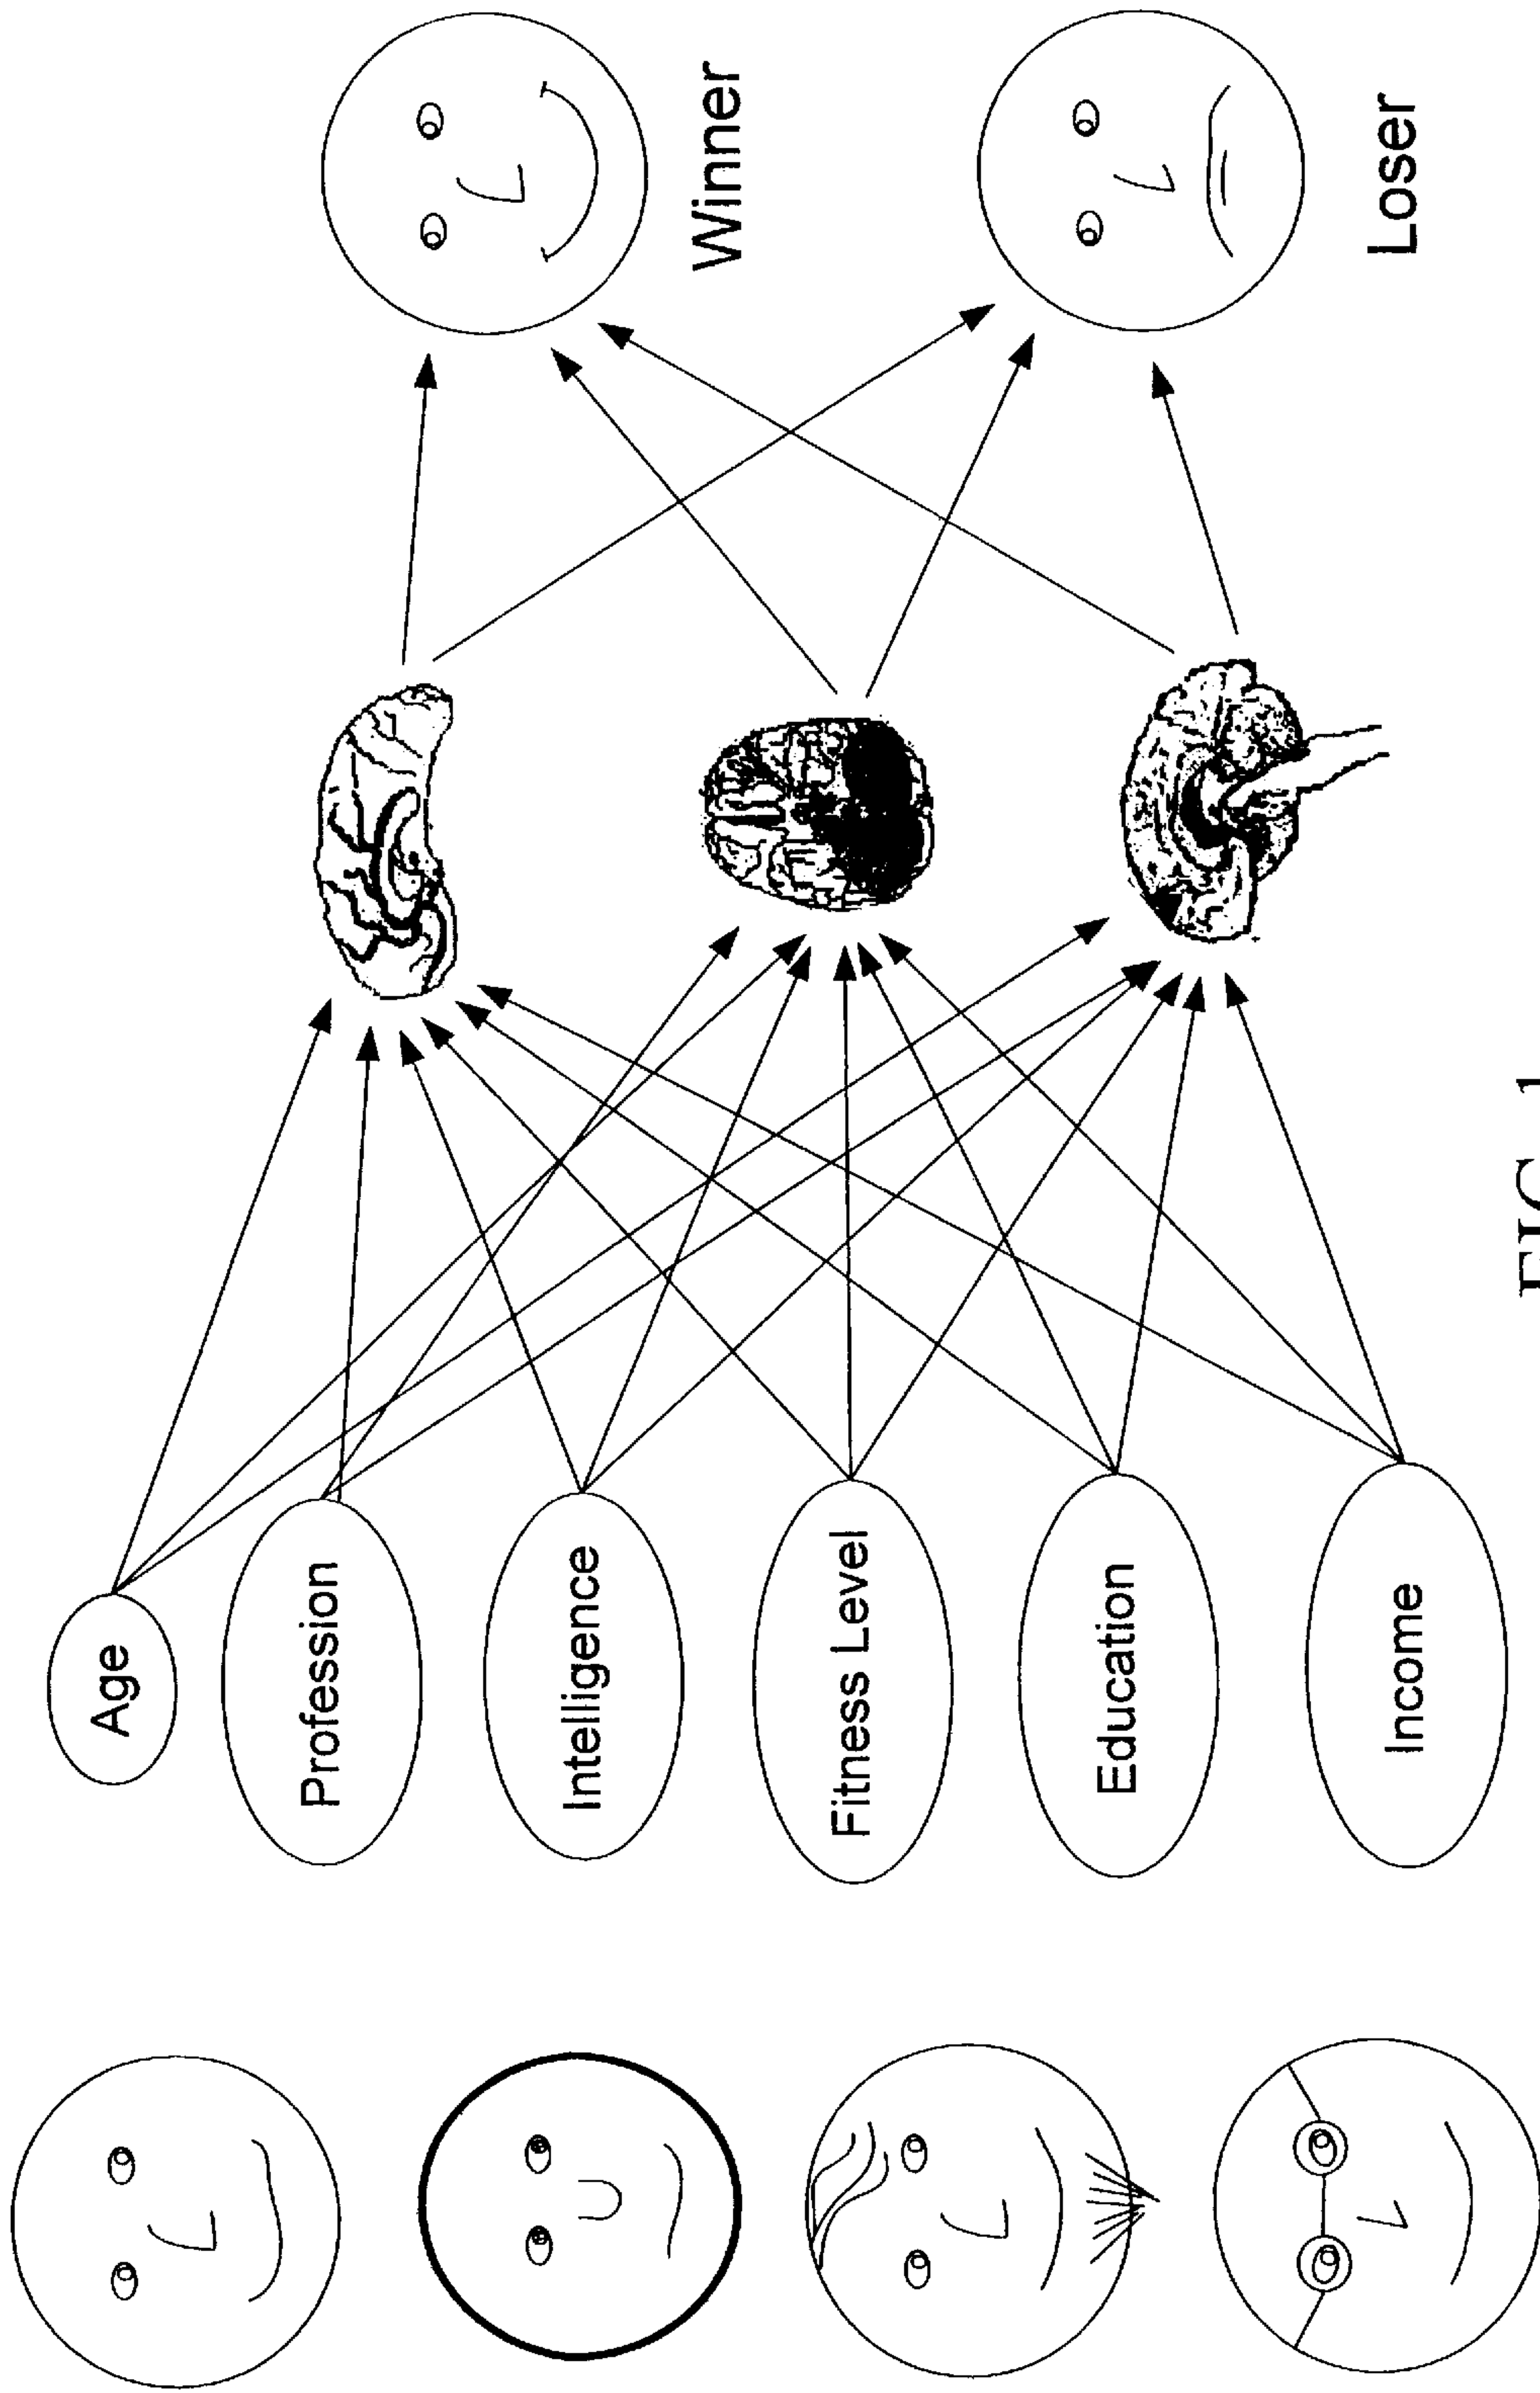 Age
Profession
Intelligence
Fitness Level
Education
Income
Winner
Loser
FIG. 1